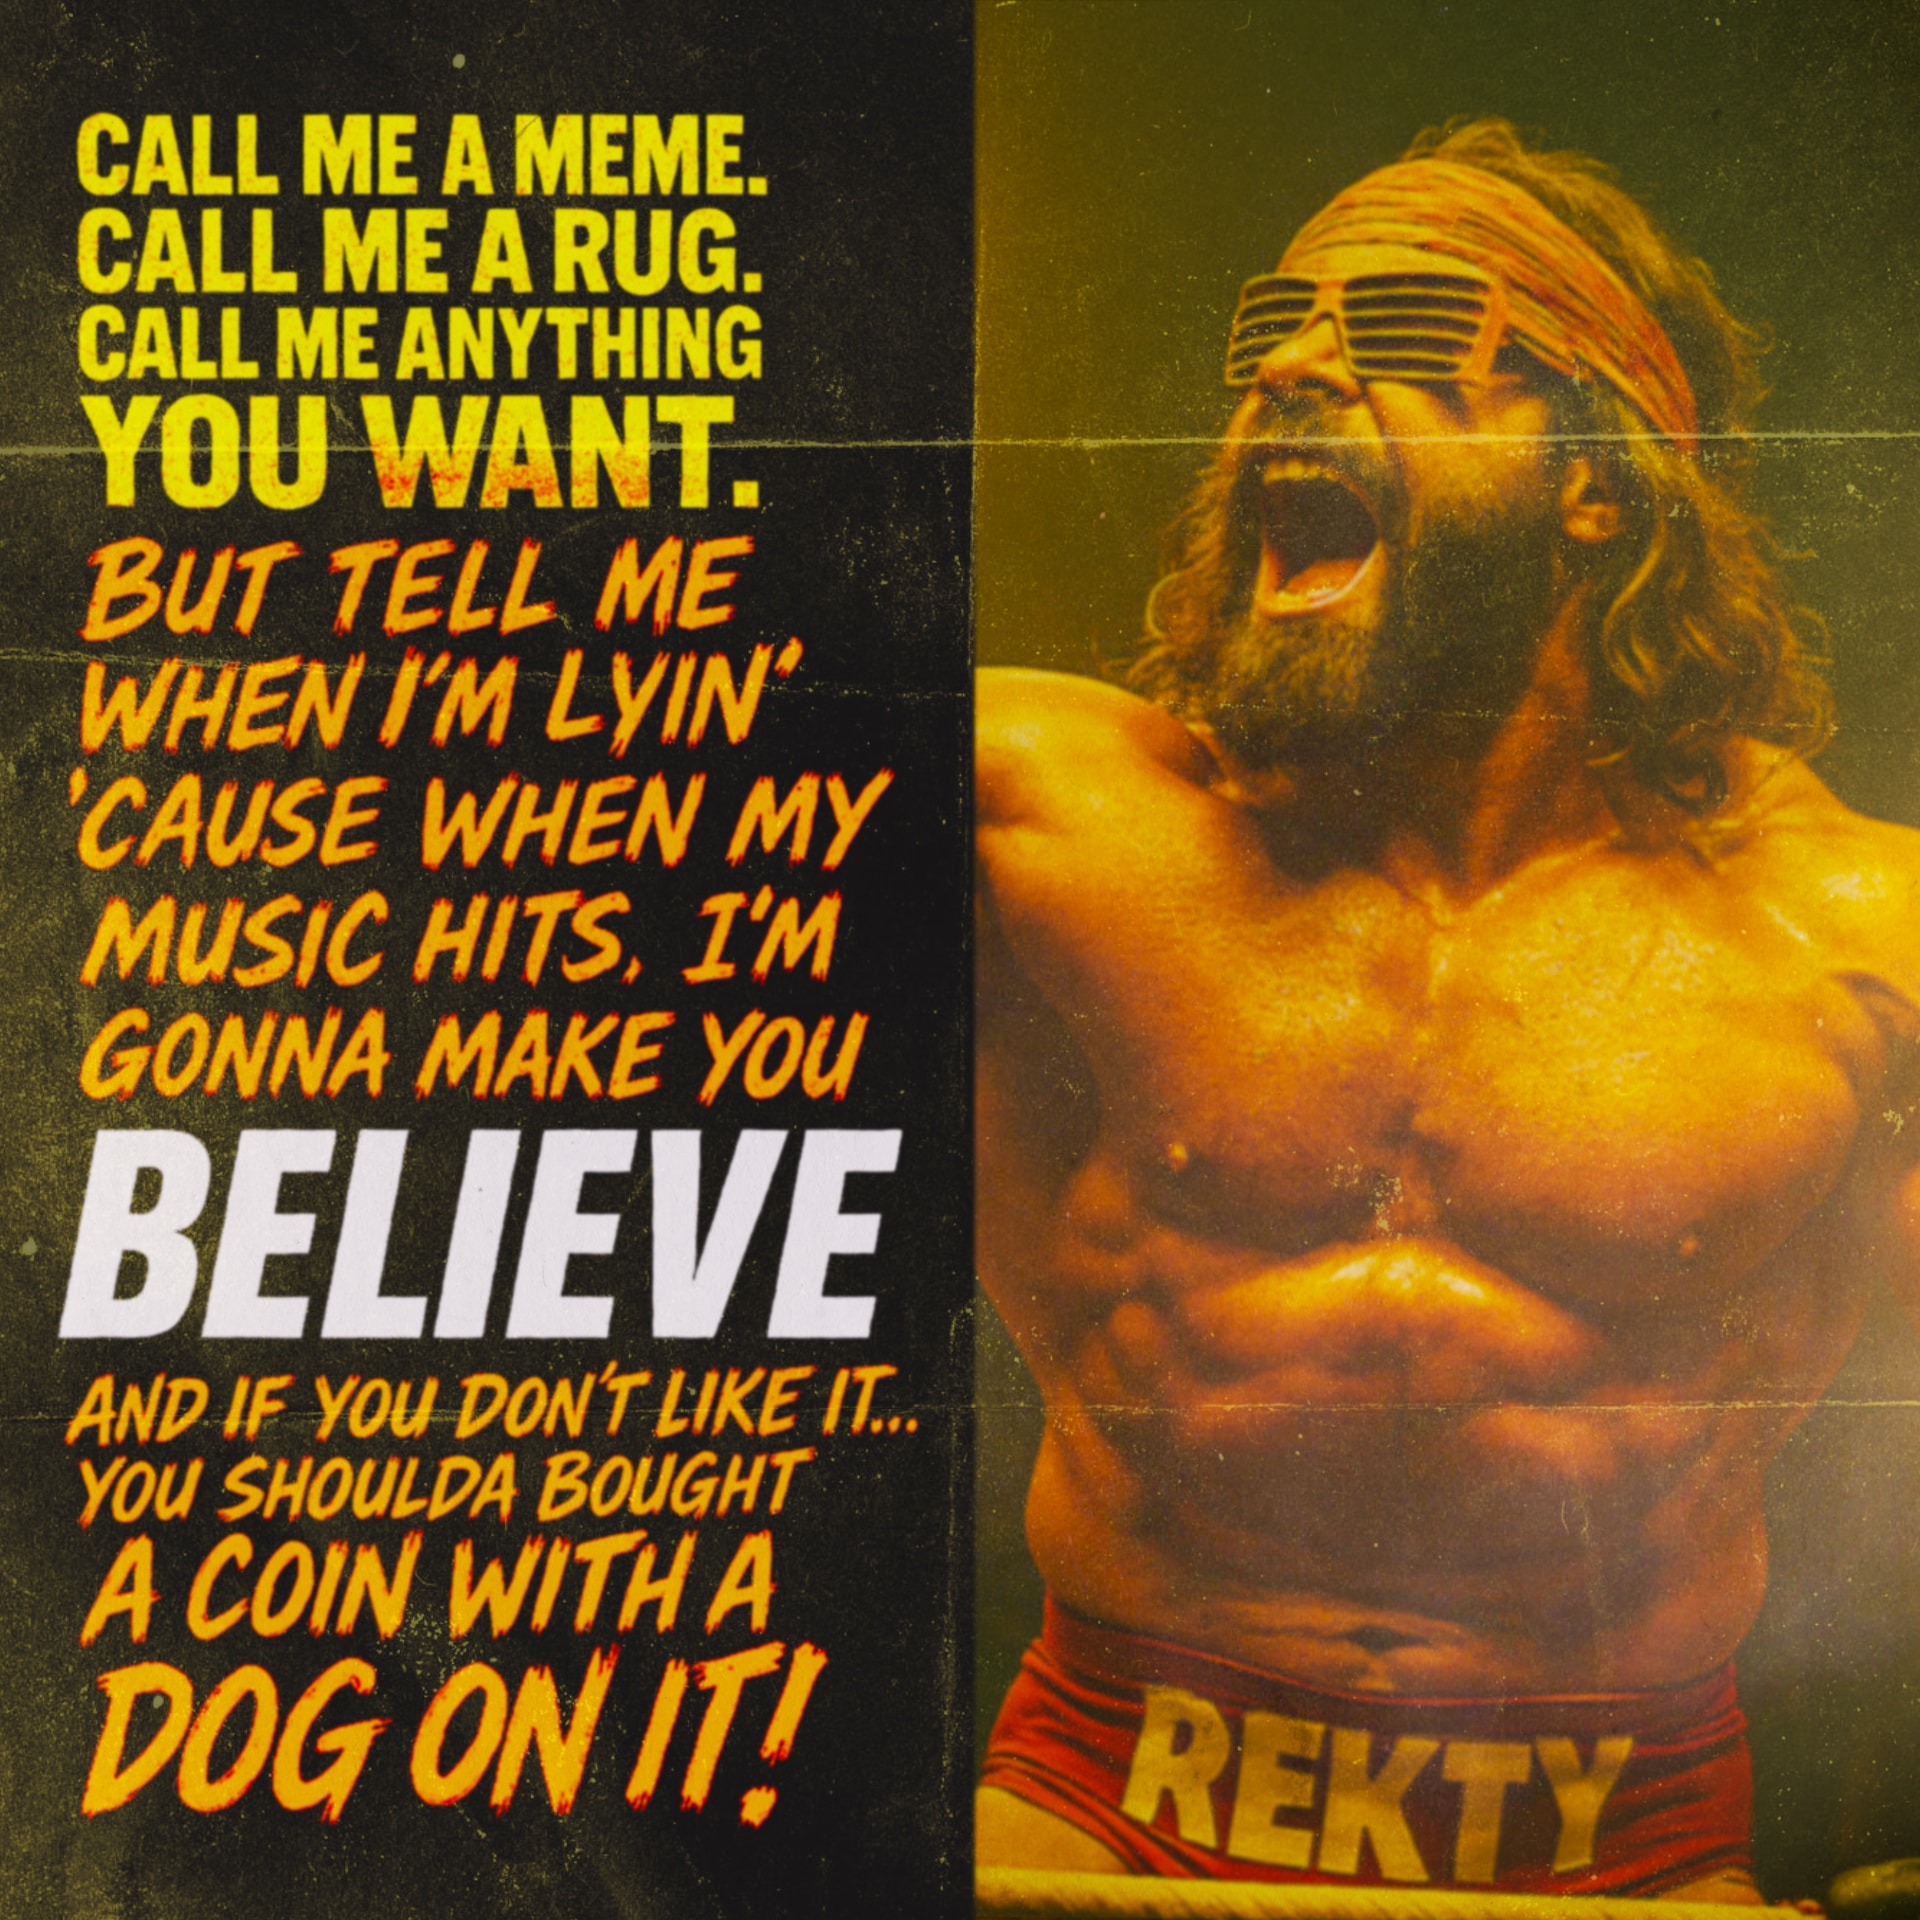 CALL ME A MEME.
CALL ME A RUG.
CALL ME ANYTHING
YOU WANT.
BUT TELL ME
WHEN I'M LYIN'
'CAUSE WHEN MY
MUSIC HITS, I'M
GONNA MAKE YOU
BELIEVE
AND IF YOU DON'T LIKE IT...
YOU SHOULDA BOUGHT
A COIN WITH A
DOG ON IT!
REKTY